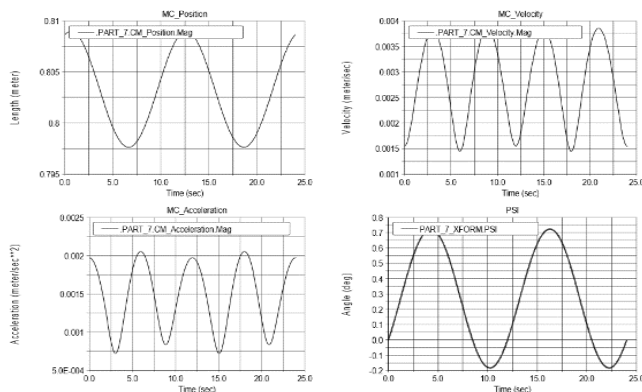 MC_Position
0.81
.PART_7.CM_Position.Mag
0.805
0.8
0.795
Length (meter)
0.0 5.0 10.0 15.0 20.0 25.0
Time (sec)
MC_Velocity
0.004
.PART_7.CM_Velocity.Mag
0.0035
0.003
0.0025
0.002
0.0015
0.001
Velocity (meter/sec)
0.0 5.0 10.0 15.0 20.0 25.0
Time (sec)
MC_Acceleration
0.0025
.PART_7.CM_Acceleration.Mag
0.002
0.0015
0.001
5.0E-004
Acceleration (meter/sec**2)
0.0 5.0 10.0 15.0 20.0 25.0
Time (sec)
PSI
0.8
.PART_7_XFORM.PSI
0.7
0.6
0.5
0.4
0.3
0.2
0.1
0.0
-0.1
-0.2
Angle (deg)
0.0 5.0 10.0 15.0 20.0 25.0
Time (sec)